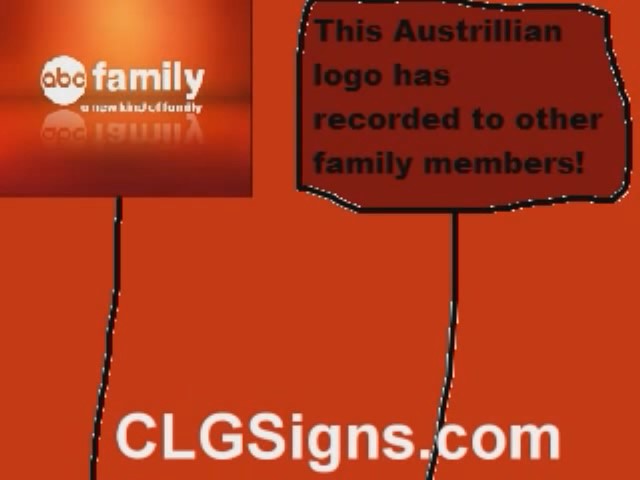 abc family
a new kind of family
This Austrillian
logo has
recorded to other
family members!
CLGSigns.com